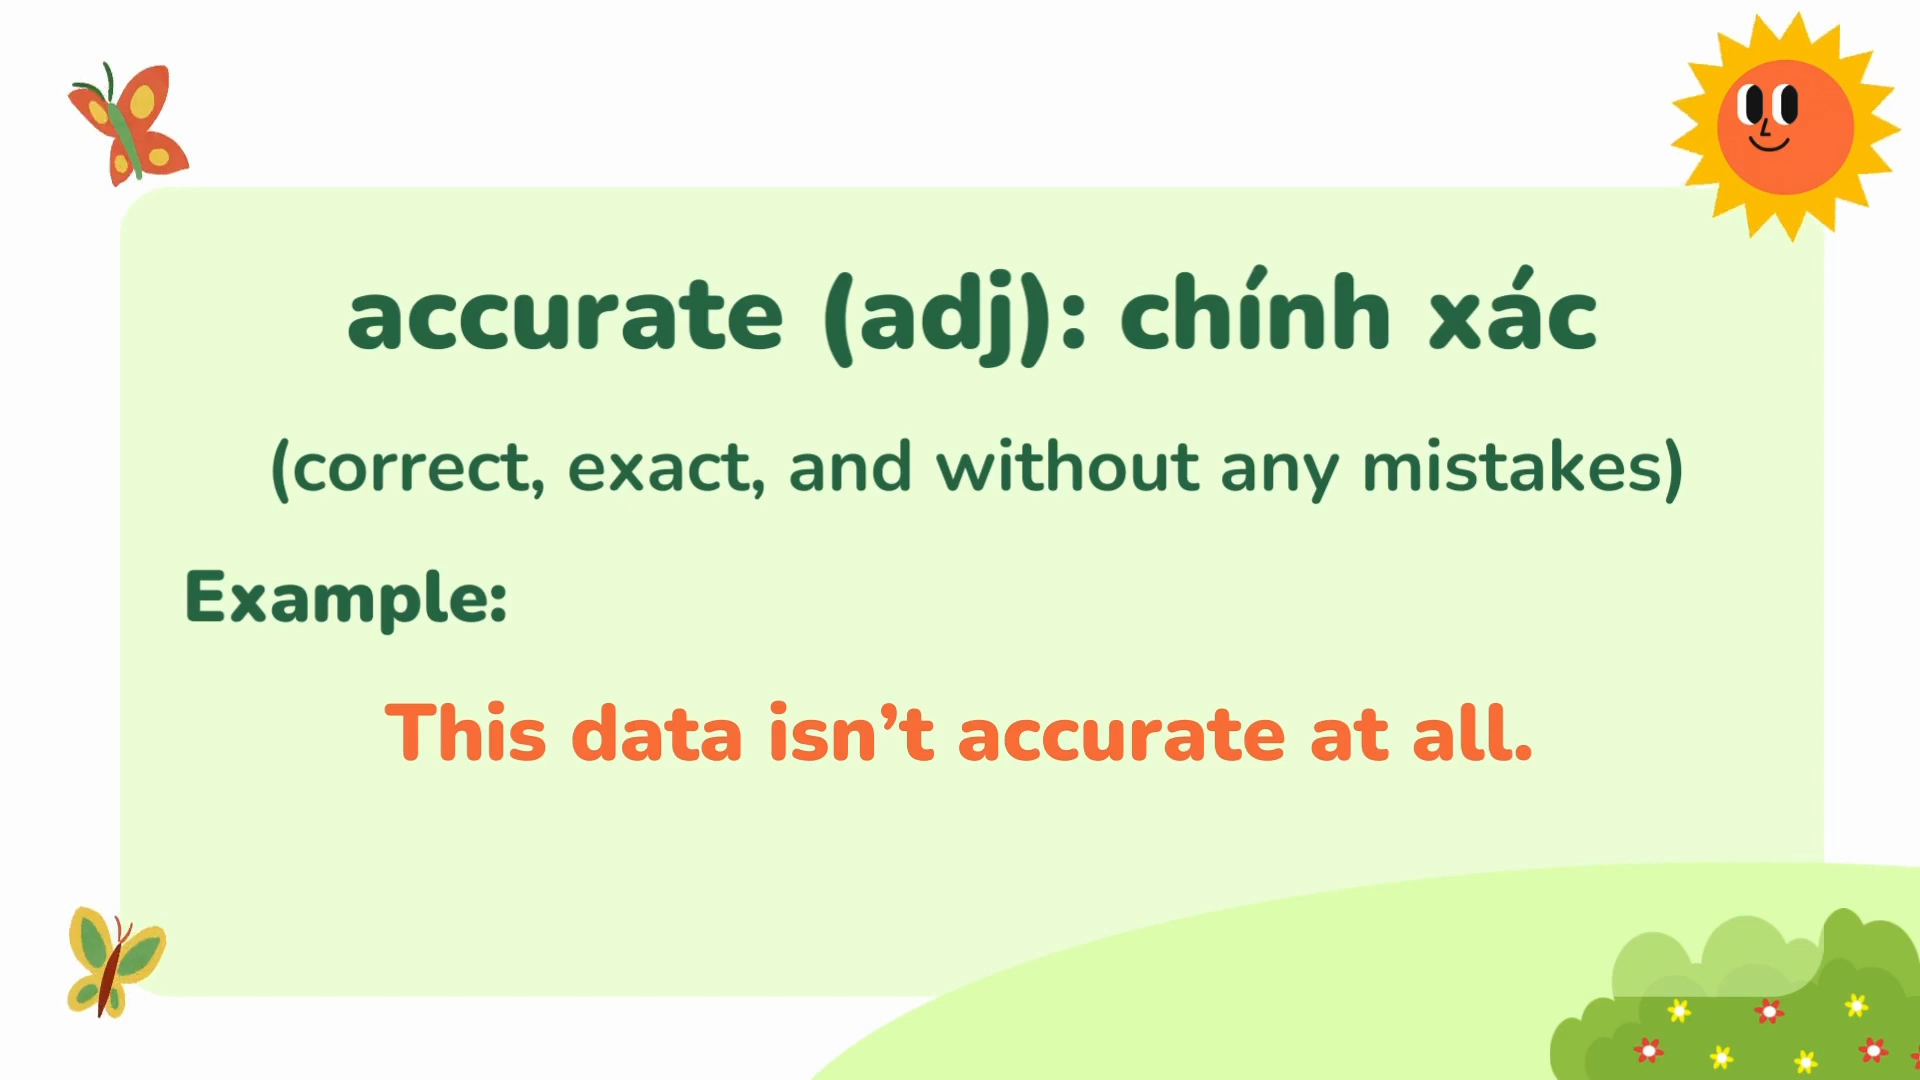 accurate (adj): chính xác
(correct, exact, and without any mistakes)
Example:
This data isn’t accurate at all.